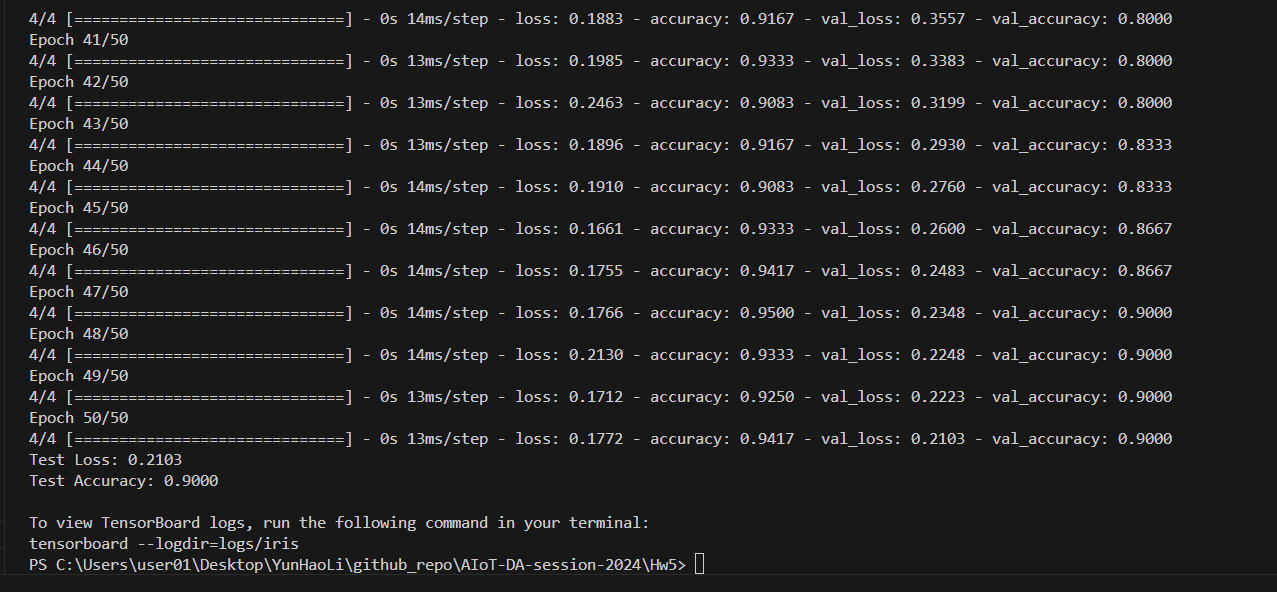 4/4 [==============================] - 0s 14ms/step - loss: 0.1883 - accuracy: 0.9167 - val_loss: 0.3557 - val_accuracy: 0.8000
Epoch 41/50
4/4 [==============================] - 0s 13ms/step - loss: 0.1985 - accuracy: 0.9333 - val_loss: 0.3383 - val_accuracy: 0.8000
Epoch 42/50
4/4 [==============================] - 0s 13ms/step - loss: 0.2463 - accuracy: 0.9083 - val_loss: 0.3199 - val_accuracy: 0.8000
Epoch 43/50
4/4 [==============================] - 0s 13ms/step - loss: 0.1896 - accuracy: 0.9167 - val_loss: 0.2930 - val_accuracy: 0.8333
Epoch 44/50
4/4 [==============================] - 0s 14ms/step - loss: 0.1910 - accuracy: 0.9083 - val_loss: 0.2760 - val_accuracy: 0.8333
Epoch 45/50
4/4 [==============================] - 0s 14ms/step - loss: 0.1661 - accuracy: 0.9333 - val_loss: 0.2600 - val_accuracy: 0.8667
Epoch 46/50
4/4 [==============================] - 0s 14ms/step - loss: 0.1755 - accuracy: 0.9417 - val_loss: 0.2483 - val_accuracy: 0.8667
Epoch 47/50
4/4 [==============================] - 0s 14ms/step - loss: 0.1766 - accuracy: 0.9500 - val_loss: 0.2348 - val_accuracy: 0.9000
Epoch 48/50
4/4 [==============================] - 0s 14ms/step - loss: 0.2130 - accuracy: 0.9333 - val_loss: 0.2248 - val_accuracy: 0.9000
Epoch 49/50
4/4 [==============================] - 0s 13ms/step - loss: 0.1712 - accuracy: 0.9250 - val_loss: 0.2223 - val_accuracy: 0.9000
Epoch 50/50
4/4 [==============================] - 0s 13ms/step - loss: 0.1772 - accuracy: 0.9417 - val_loss: 0.2103 - val_accuracy: 0.9000
Test Loss: 0.2103
Test Accuracy: 0.9000
To view TensorBoard logs, run the following command in your terminal:
tensorboard --logdir=logs/iris
PS C:\Users\user01\Desktop\YunHaoLi\github_repo\AIoT-DA-session-2024\Hw5>